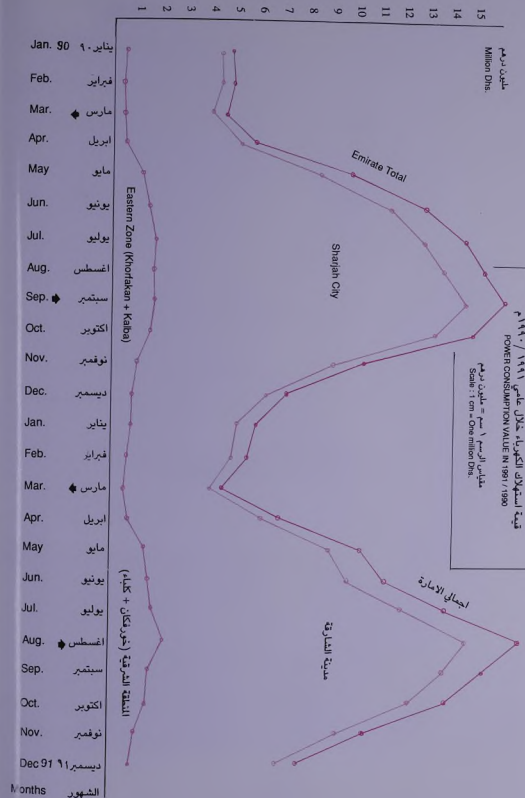 1 2 3 4 5 6 7 8 9 10 11 12 13 14 15
مليون درهم
Million Dhs.
قيمة استهلاك الكهرباء خلال عامي ١٩٩١ / ١٩٩٠م
POWER CONSUMPTION VALUE IN 1991 / 1990
مقياس الرسم ١ سم = مليون درهم
Scale : 1 cm = One million Dhs.
Emirate Total
Sharjah City
Eastern Zone (Khorfakan + Kalba)
اجمالي الامارة
مدينة الشارقة
المنطقة الشرقية (خورفكان + كلباء)
Jan. 90 يناير ٩٠
Feb. فبراير
Mar. مارس
Apr. ابريل
May مايو
Jun. يونيو
Jul. يوليو
Aug. اغسطس
Sep. سبتمبر
Oct. اكتوبر
Nov. نوفمبر
Dec. ديسمبر
Jan. يناير
Feb. فبراير
Mar. مارس
Apr. ابريل
May مايو
Jun. يونيو
Jul. يوليو
Aug. اغسطس
Sep. سبتمبر
Oct. اكتوبر
Nov. نوفمبر
Dec 91 ديسمبر ٩١
Months الشهور